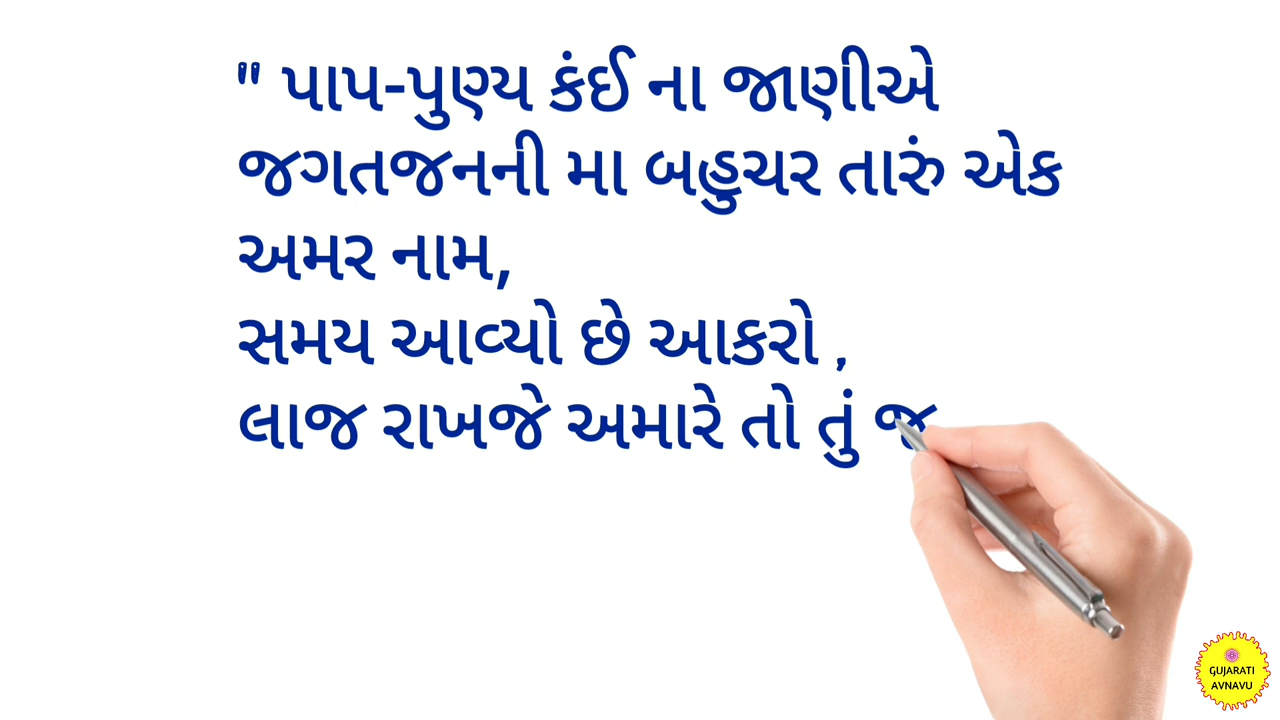 " પાપ-પુણ્ય કંઈ ના જાણીએ
જગતજનની મા બહુચર તારું એક
અમર નામ,
સમય આવ્યો છે આકરો ,
લાજ રાખજે અમારે તો તું જ
GUJARATI
AVNAVU